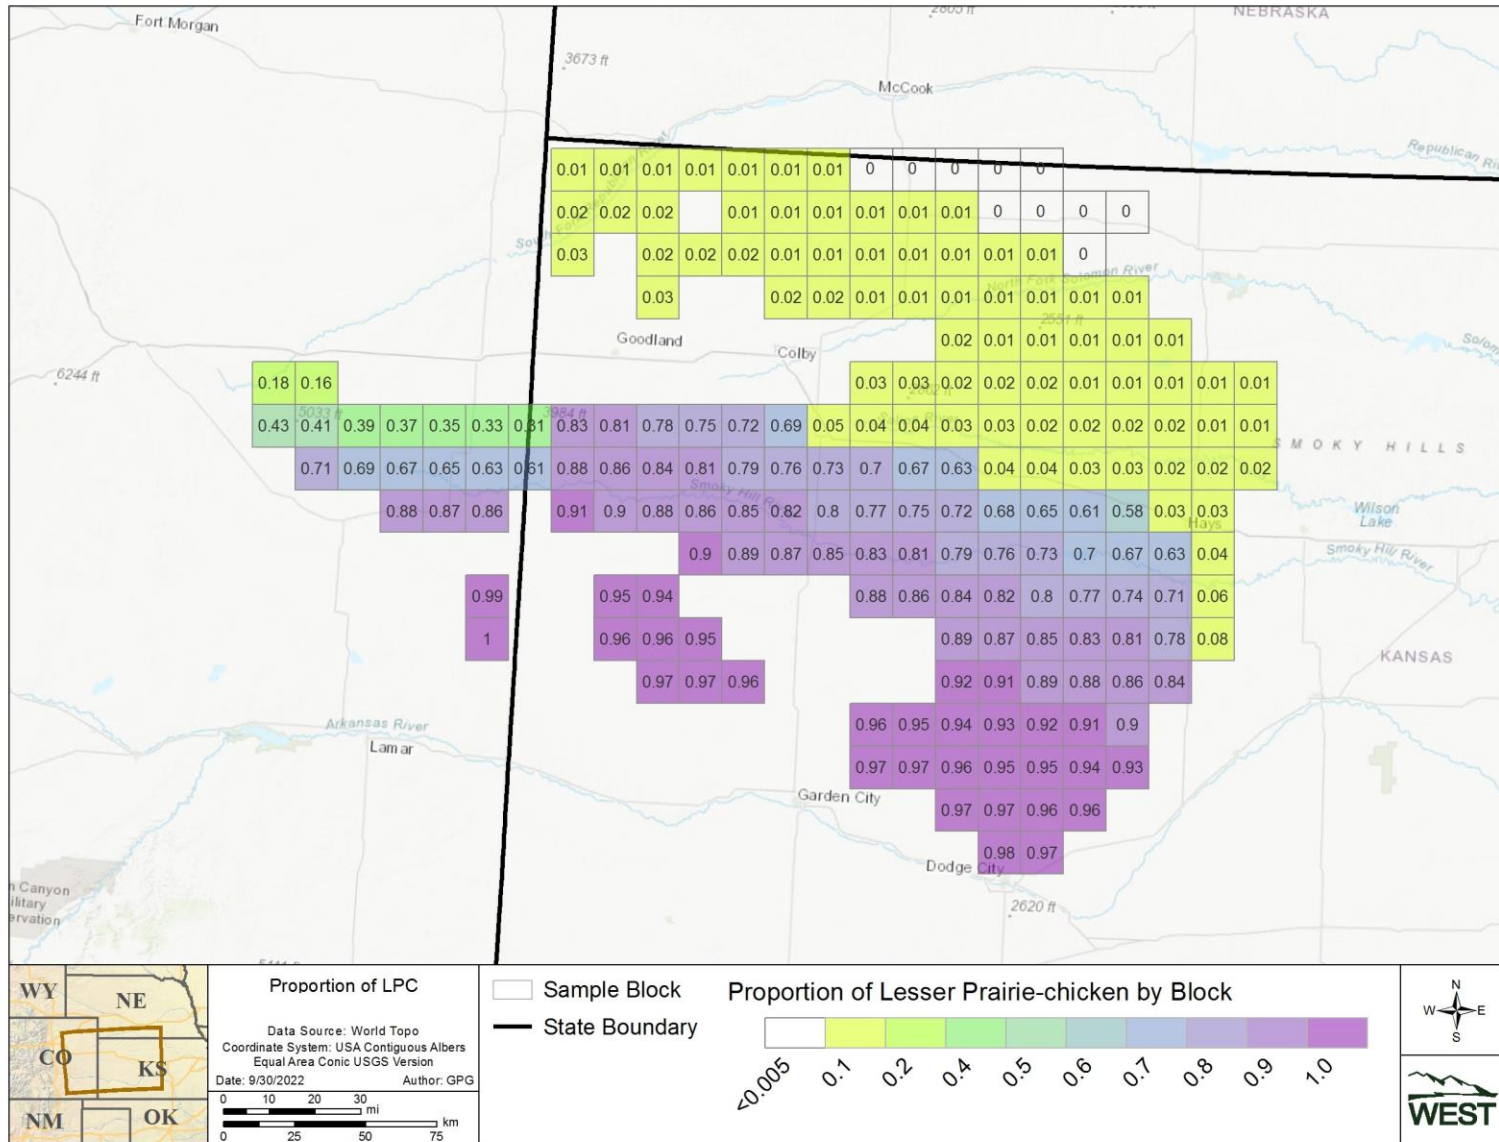 Fort Morgan
2805 ft
NEBRASKA
3673 ft
McCook
Republican River
South Fork Republican River
0.01 0.01 0.01 0.01 0.01 0.01 0.01 0 0 0 0 0
0.02 0.02 0.02 0.01 0.01 0.01 0.01 0.01 0.01 0 0 0 0
0.03 0.02 0.02 0.02 0.01 0.01 0.01 0.01 0.01 0.01 0.01 0
North Fork Solomon River
0.03 0.02 0.02 0.01 0.01 0.01 0.01 0.01 0.01 0.01
2551 ft
Goodland
Colby
0.02 0.01 0.01 0.01 0.01 0.01
6244 ft
0.18 0.16 0.03 0.03 0.02 0.02 0.02 0.01 0.01 0.01 0.01 0.01
5033 ft
3984 ft
0.43 0.41 0.39 0.37 0.35 0.33 0.31 0.83 0.81 0.78 0.75 0.72 0.69 0.05 0.04 0.04 0.03 0.03 0.02 0.02 0.02 0.02 0.01 0.01
SMOKY HILLS
0.71 0.69 0.67 0.65 0.63 0.61 0.88 0.86 0.84 0.81 0.79 0.76 0.73 0.7 0.67 0.63 0.04 0.04 0.03 0.03 0.02 0.02 0.02
Smoky Hill River
0.88 0.87 0.86 0.91 0.9 0.88 0.86 0.85 0.82 0.8 0.77 0.75 0.72 0.68 0.65 0.61 0.58 0.03 0.03
Hays
Wilson
Lake
Smoky Hill River
0.9 0.89 0.87 0.85 0.83 0.81 0.79 0.76 0.73 0.7 0.67 0.63 0.04
0.99 0.95 0.94 0.88 0.86 0.84 0.82 0.8 0.77 0.74 0.71 0.06
1 0.96 0.96 0.95 0.89 0.87 0.85 0.83 0.81 0.78 0.08
KANSAS
0.97 0.97 0.96 0.92 0.91 0.89 0.88 0.86 0.84
Arkansas River
Lamar
0.96 0.95 0.94 0.93 0.92 0.91 0.9
0.97 0.97 0.96 0.95 0.95 0.94 0.93
Garden City
0.97 0.97 0.96 0.96
0.98 0.97
Dodge City
2620 ft
Canyon
WY
NE
CO
KS
NM
OK
Proportion of LPC
Data Source: World Topo
Coordinate System: USA Contiguous Albers
Equal Area Conic USGS Version
Date: 9/30/2022 Author: GPG
0 10 20 30
mi
km
0 25 50 75
Sample Block
State Boundary
Proportion of Lesser Prairie-chicken by Block
<0.005 0.1 0.2 0.4 0.5 0.6 0.7 0.8 0.9 1.0
N
W E
S
WEST